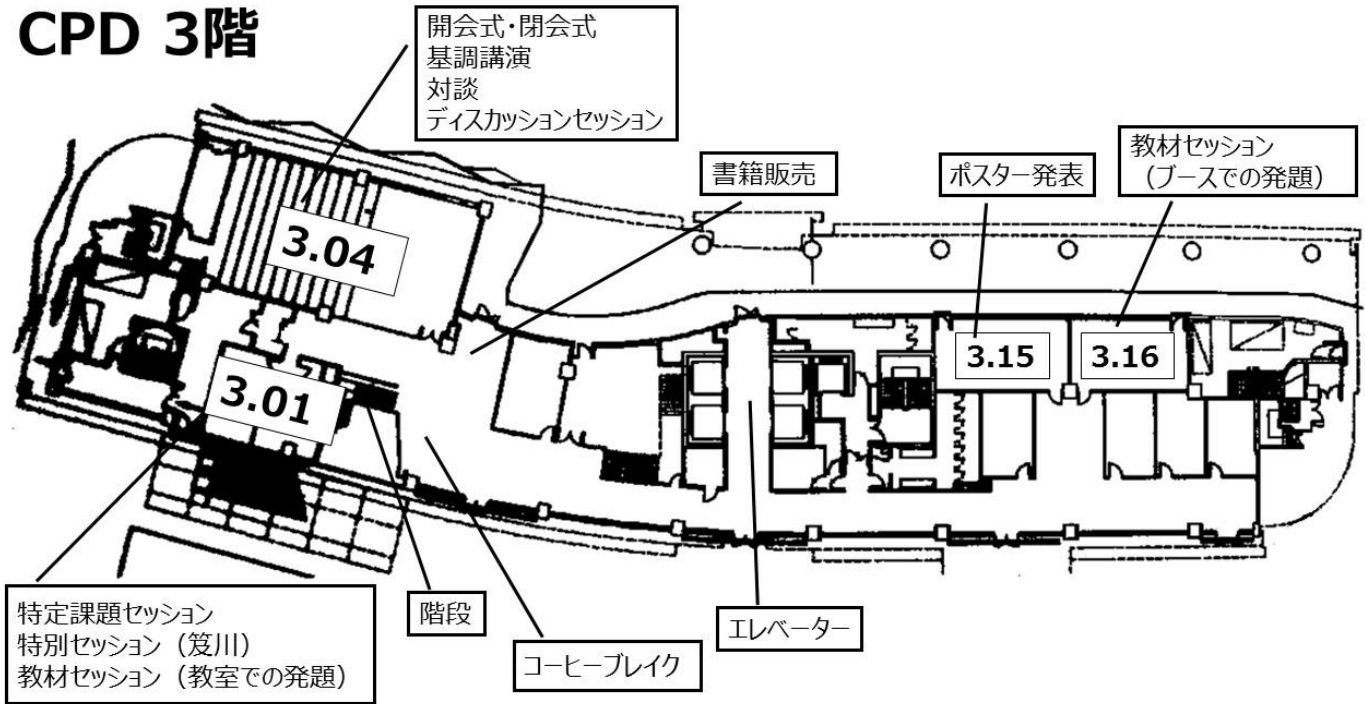 CPD 3階
開会式・閉会式
基調講演
対談
ディスカッションセッション
書籍販売
ポスター発表
教材セッション
（ブースでの発題）
3.04
3.01
3.15
3.16
特定課題セッション
特別セッション（笈川）
教材セッション（教室での発題）
階段
コーヒーブレイク
エレベーター